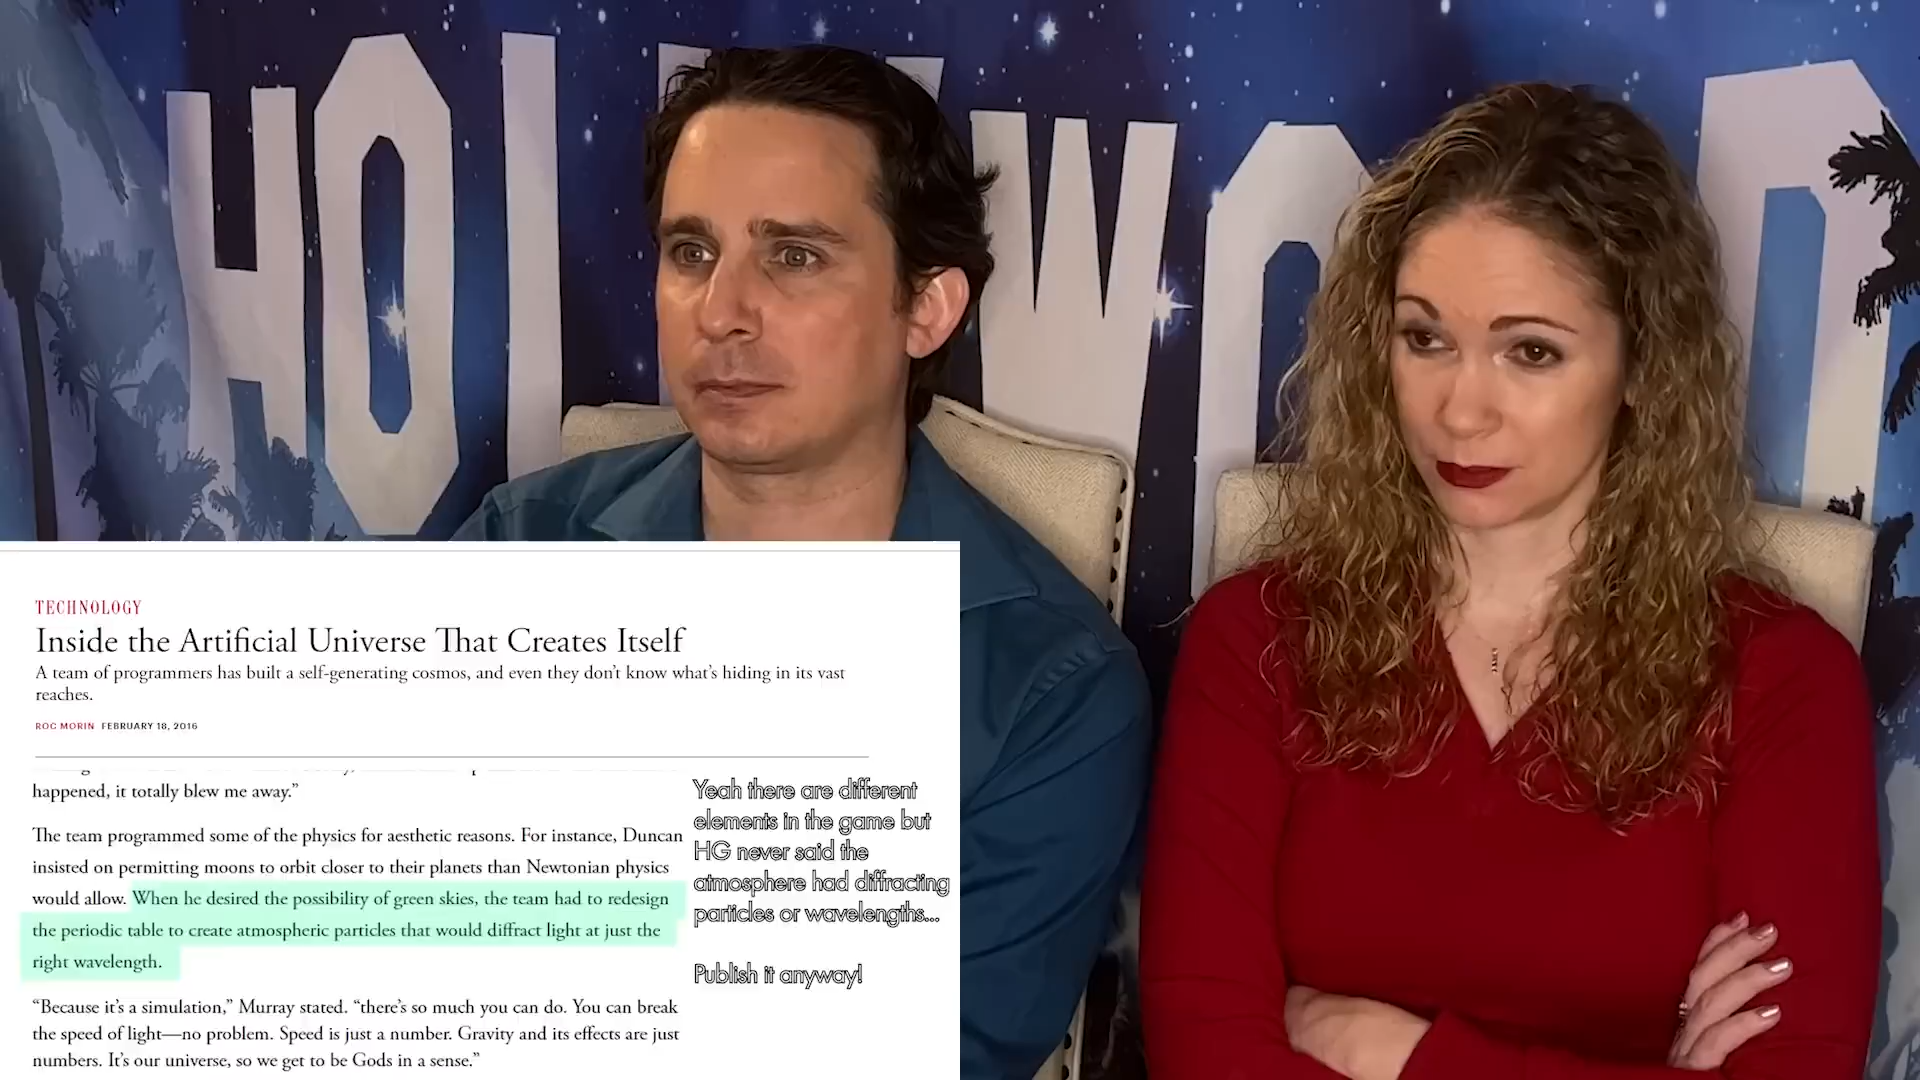 HOLLYWOOD
TECHNOLOGY
Inside the Artificial Universe That Creates Itself
A team of programmers has built a self-generating cosmos, and even they don't know what's hiding in its vast
reaches.
ROC MORIN FEBRUARY 18, 2016
happened, it totally blew me away."
The team programmed some of the physics for aesthetic reasons. For instance, Duncan
insisted on permitting moons to orbit closer to their planets than Newtonian physics
would allow. When he desired the possibility of green skies, the team had to redesign
the periodic table to create atmospheric particles that would diffract light at just the
right wavelength.
"Because it's a simulation," Murray stated. "there's so much you can do. You can break
the speed of light—no problem. Speed is just a number. Gravity and its effects are just
numbers. It's our universe, so we get to be Gods in a sense."
Yeah there are different
elements in the game but
HG never said the
atmosphere had diffracting
particles or wavelengths...
Publish it anyway!